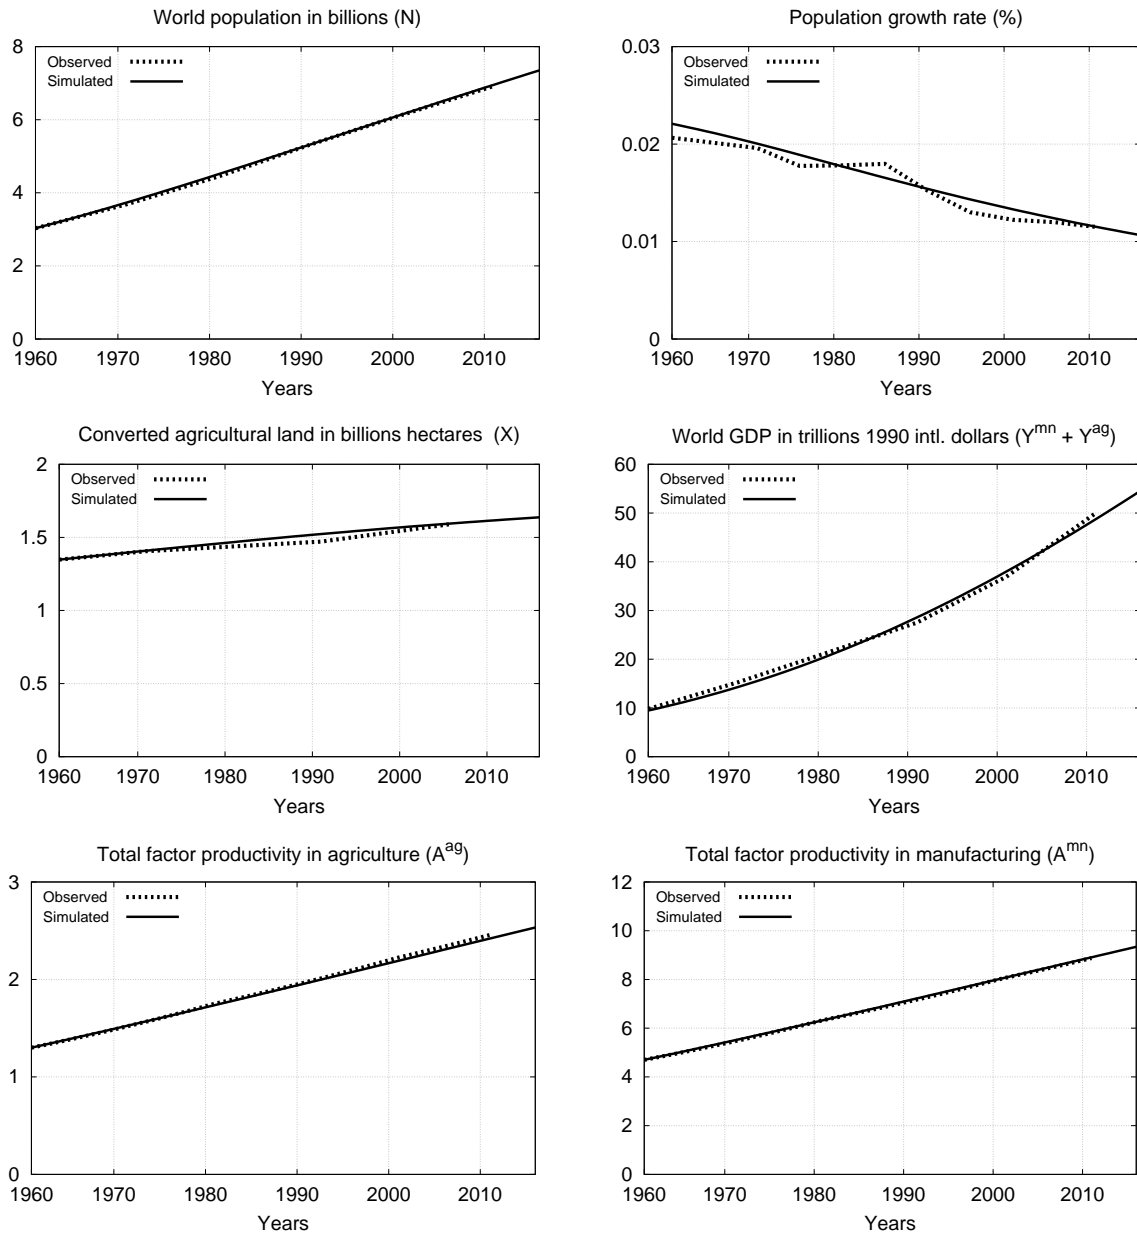 World population in billions (N)
Observed
Simulated
8
6
4
2
0
1960 1970 1980 1990 2000 2010
Years
Population growth rate (%)
Observed
Simulated
0.03
0.02
0.01
0
1960 1970 1980 1990 2000 2010
Years
Converted agricultural land in billions hectares (X)
Observed
Simulated
2
1.5
1
0.5
0
1960 1970 1980 1990 2000 2010
Years
World GDP in trillions 1990 intl. dollars (Y^mn + Y^ag)
Observed
Simulated
60
50
40
30
20
10
0
1960 1970 1980 1990 2000 2010
Years
Total factor productivity in agriculture (A^ag)
Observed
Simulated
3
2
1
0
1960 1970 1980 1990 2000 2010
Years
Total factor productivity in manufacturing (A^mn)
Observed
Simulated
12
10
8
6
4
2
0
1960 1970 1980 1990 2000 2010
Years